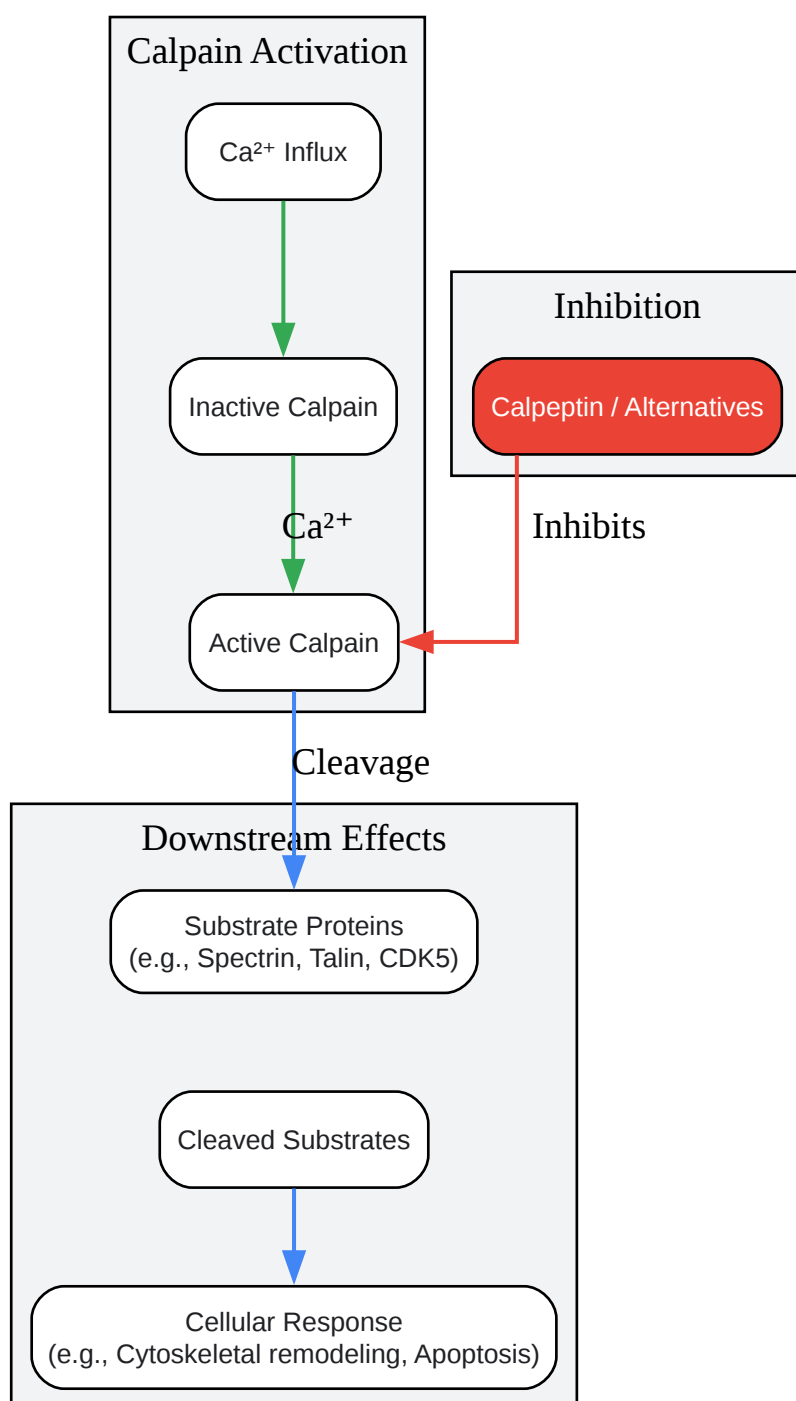 Calpain Activation
Ca²⁺ Influx
Inhibition
Inactive Calpain
Calpeptin / Alternatives
Ca²⁺
Inhibits
Active Calpain
Cleavage
Downstream Effects
Substrate Proteins
(e.g., Spectrin, Talin, CDK5)
Cleaved Substrates
Cellular Response
(e.g., Cytoskeletal remodeling, Apoptosis)